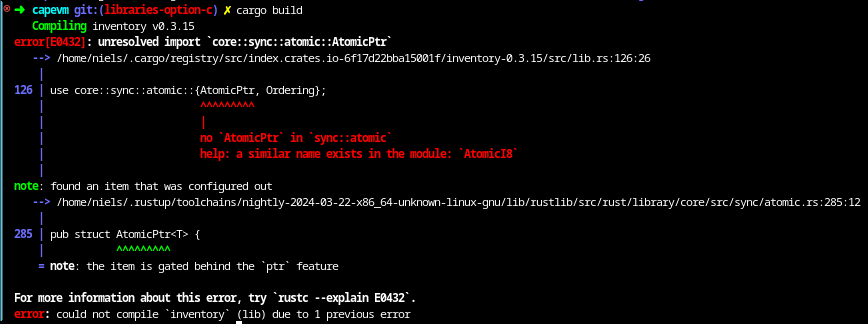 ➜ capevm git:(libraries-option-c) ✗ cargo build
Compiling inventory v0.3.15
error[E0432]: unresolved import `core::sync::atomic::AtomicPtr`
--> /home/niels/.cargo/registry/src/index.crates.io-6f17d22bba15001f/inventory-0.3.15/src/lib.rs:126:26
|
126 | use core::sync::atomic::{AtomicPtr, Ordering};
| ^^^^^^^^^
| |
| no `AtomicPtr` in `sync::atomic`
| help: a similar name exists in the module: `AtomicI8`
|
note: found an item that was configured out
--> /home/niels/.rustup/toolchains/nightly-2024-03-22-x86_64-unknown-linux-gnu/lib/rustlib/src/rust/library/core/src/sync/atomic.rs:285:12
|
285 | pub struct AtomicPtr<T> {
| ^^^^^^^^^
= note: the item is gated behind the `ptr` feature
For more information about this error, try `rustc --explain E0432`.
error: could not compile `inventory` (lib) due to 1 previous error